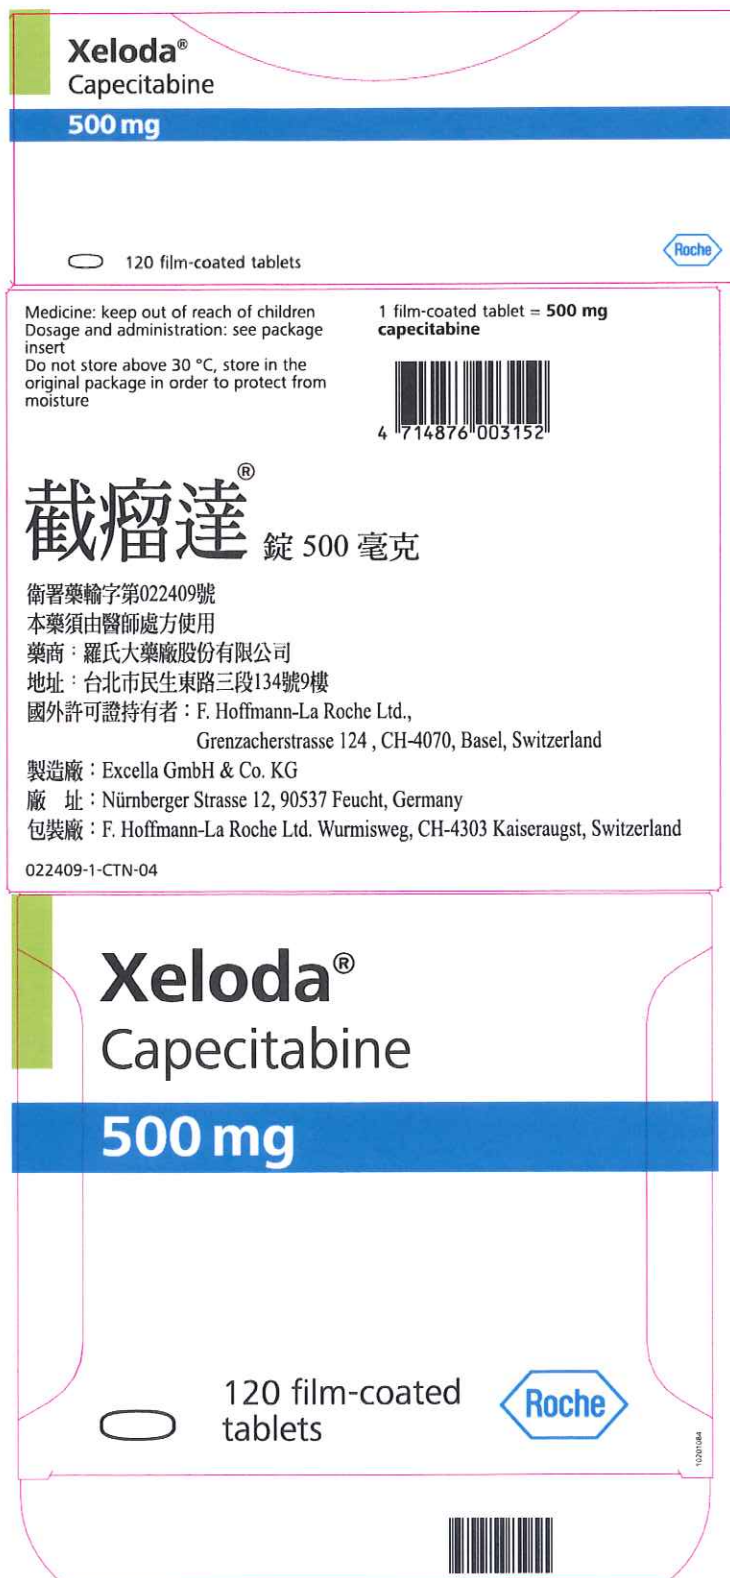 Xeloda®
Capecitabine
500 mg
120 film-coated tablets
Roche
Medicine: keep out of reach of children
Dosage and administration: see package
insert
Do not store above 30 °C, store in the
original package in order to protect from
moisture
1 film-coated tablet = 500 mg
capecitabine
4 714876 003152
截瘤達® 錠 500 毫克
衛署藥輸字第022409號
本藥須由醫師處方使用
藥商：羅氏大藥廠股份有限公司
地址：台北市民生東路三段134號9樓
國外許可證持有者：F. Hoffmann-La Roche Ltd.,
Grenzacherstrasse 124 , CH-4070, Basel, Switzerland
製造廠：Excella GmbH & Co. KG
廠 址：Nürnberger Strasse 12, 90537 Feucht, Germany
包裝廠：F. Hoffmann-La Roche Ltd. Wurmisweg, CH-4303 Kaiseraugst, Switzerland
022409-1-CTN-04
Xeloda®
Capecitabine
500 mg
120 film-coated
tablets
Roche
10201084